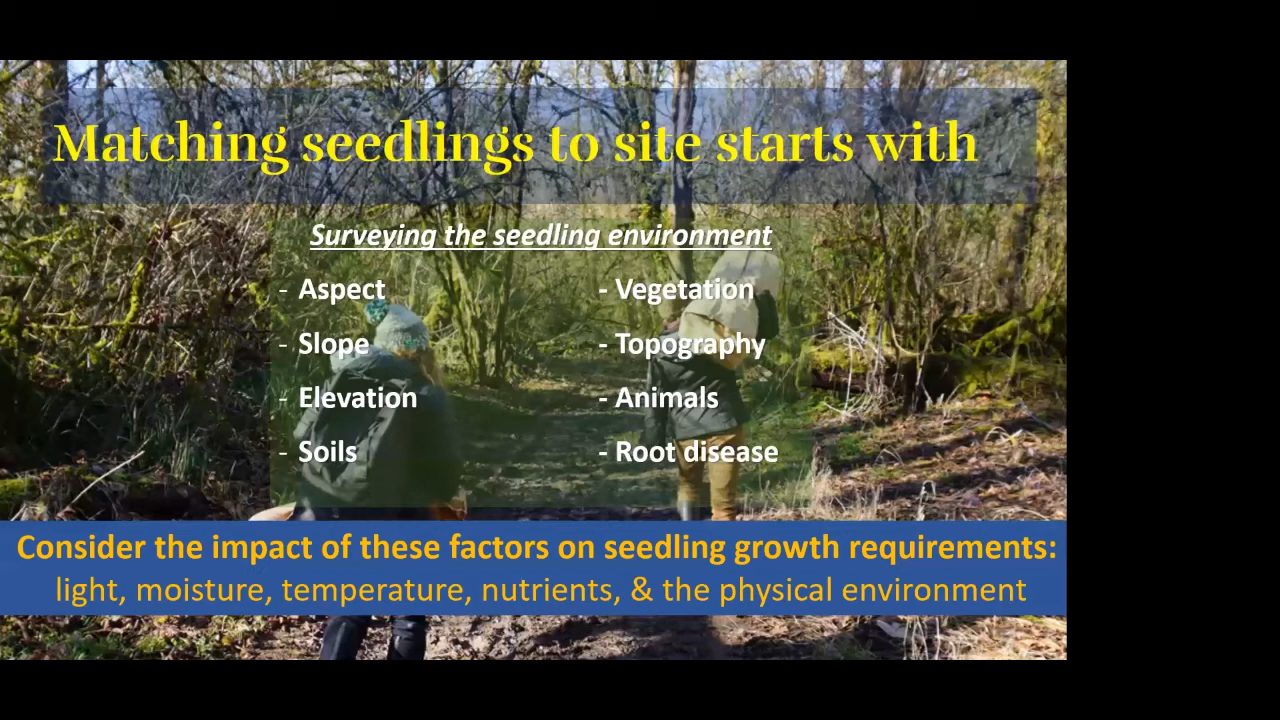 Matching seedlings to site starts with
Surveying the seedling environment
- Aspect
- Slope
- Elevation
- Soils
- Vegetation
- Topography
- Animals
- Root disease
Consider the impact of these factors on seedling growth requirements:
light, moisture, temperature, nutrients, & the physical environment